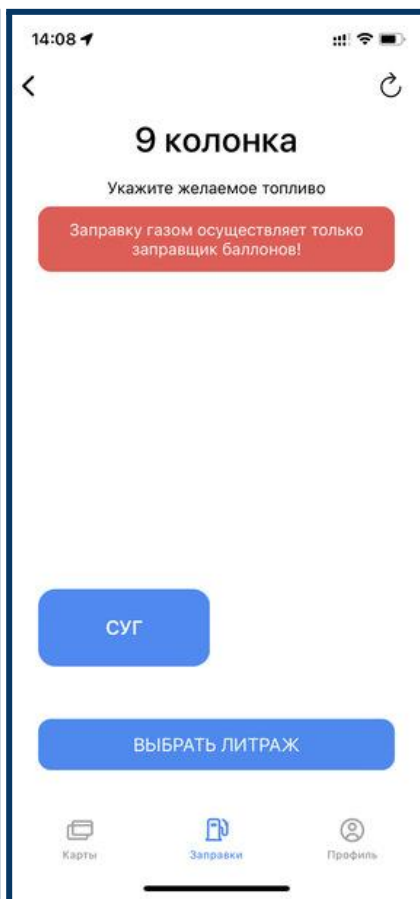 14:08
9 колонка
Укажите желаемое топливо
Заправку газом осуществляет только
заправщик баллонов!
СУГ
ВЫБРАТЬ ЛИТРАЖ
Карты
Заправки
Профиль